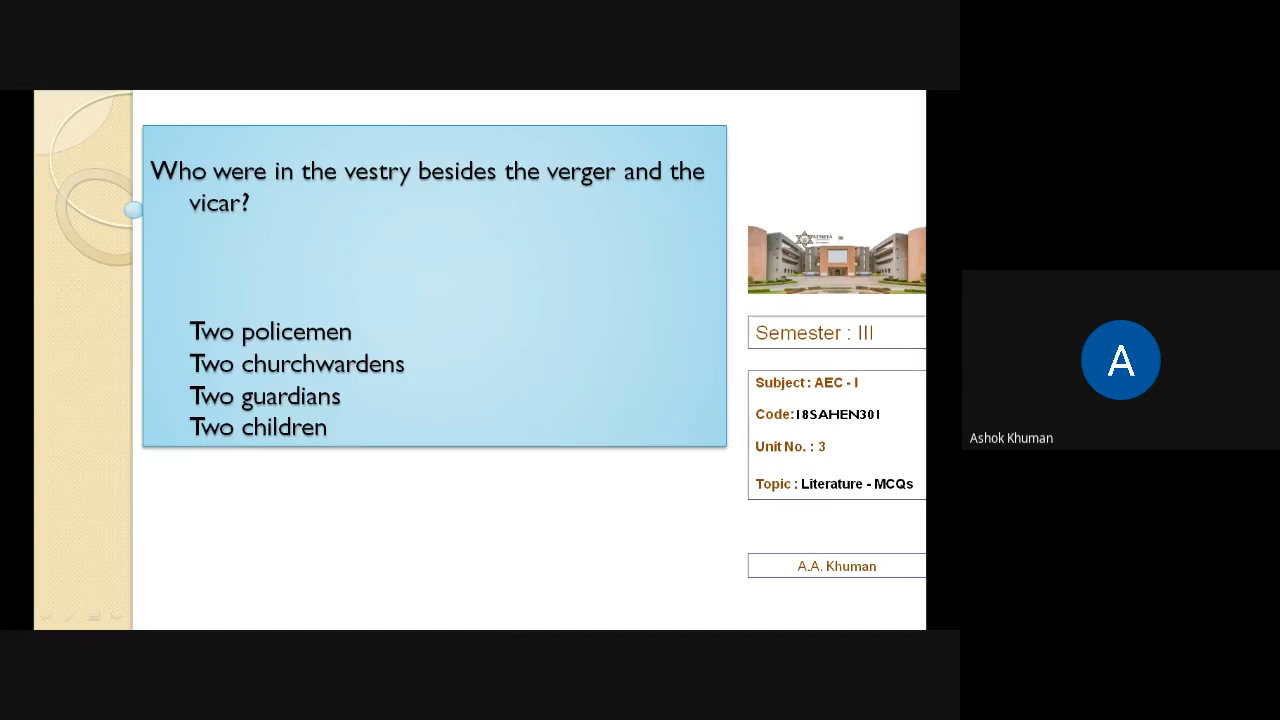 Who were in the vestry besides the verger and the
vicar?
Two policemen
Two churchwardens
Two guardians
Two children
Semester : III
Subject : AEC - I
Code:18SAHEN301
Unit No. : 3
Topic : Literature - MCQs
A.A. Khuman
A
Ashok Khuman